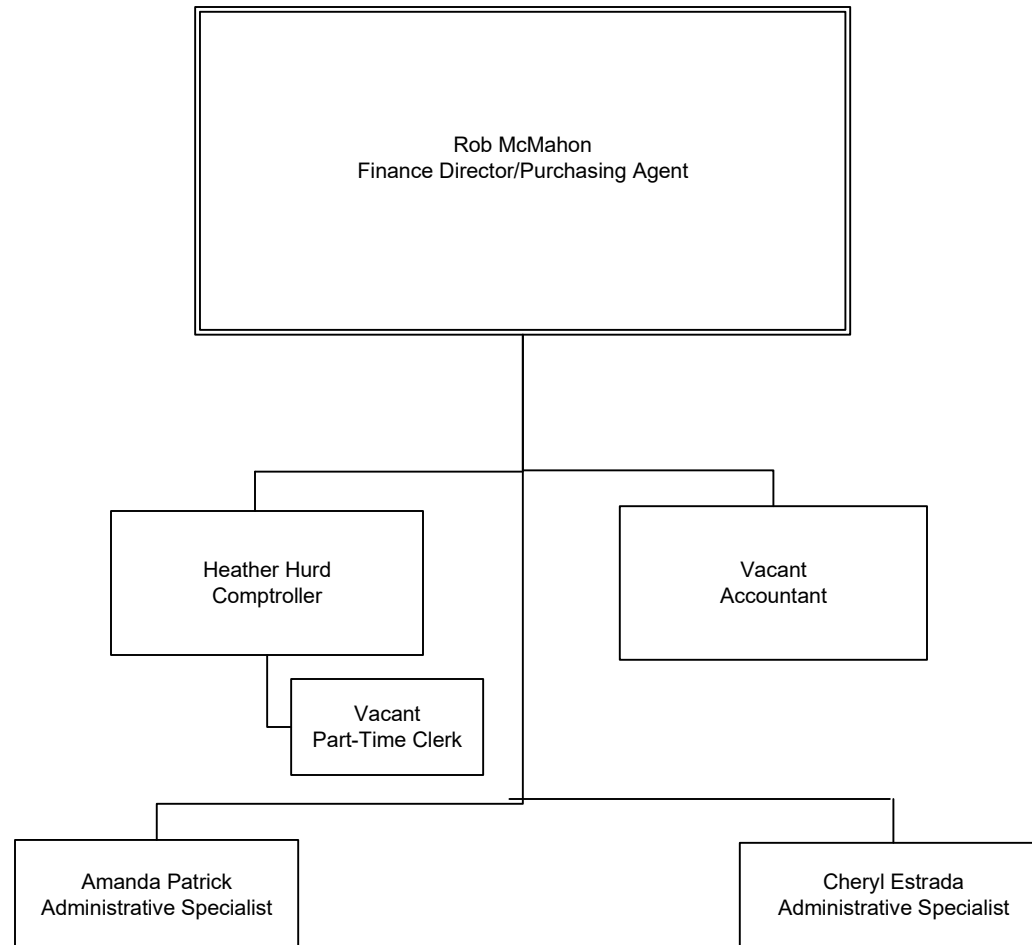 Rob McMahon
Finance Director/Purchasing Agent
Heather Hurd
Comptroller
Vacant
Accountant
Vacant
Part-Time Clerk
Amanda Patrick
Administrative Specialist
Cheryl Estrada
Administrative Specialist